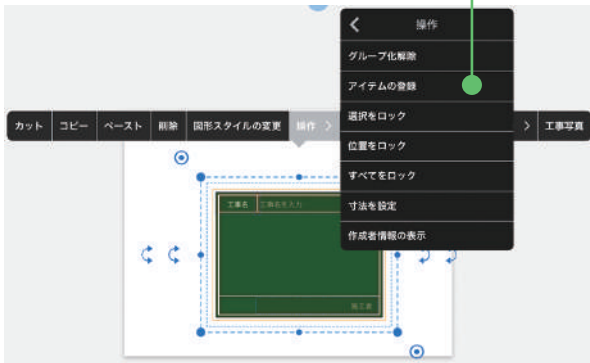 操作
グループ化解除
アイテムの登録
選択をロック
位置をロック
すべてをロック
寸法を設定
作成者情報の表示
カット コピー ペースト 削除 図形スタイルの変更 操作 工事写真
工事名 工事名を入力
施工者